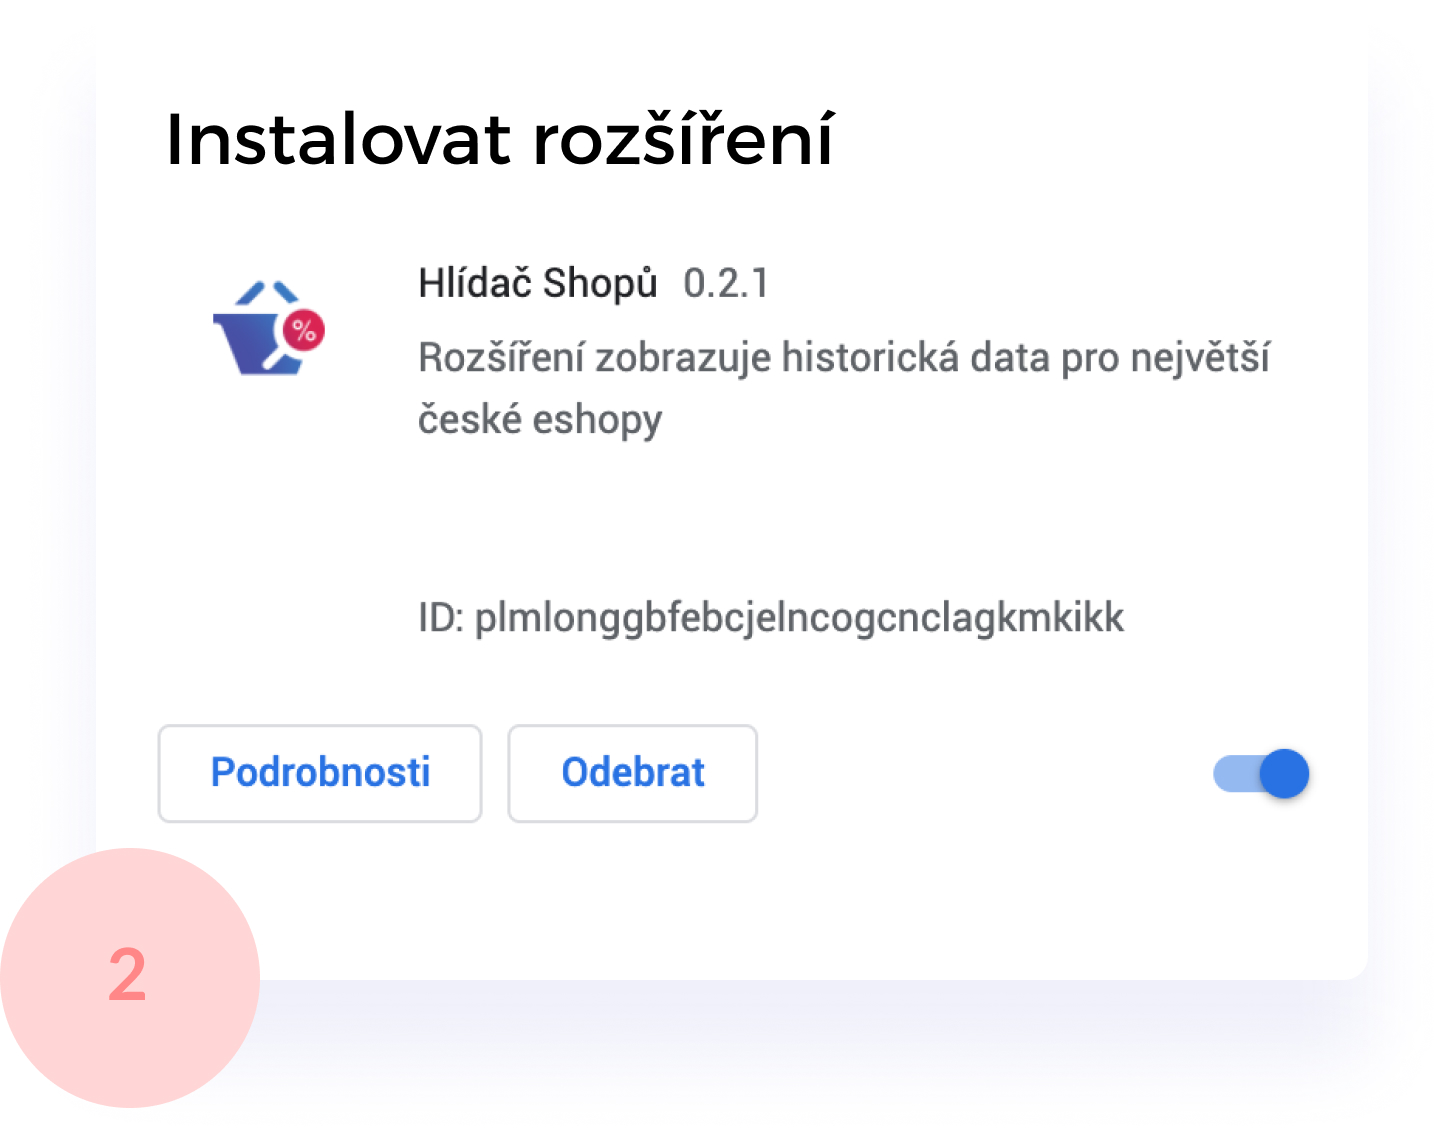 Instalovat rozšíření
Hlídač Shopů 0.2.1
%
Rozšíření zobrazuje historická data pro největší
české eshopy
ID: plmlonggbfebcjelncogcnclagkmkikk
Podrobnosti Odebrat
2